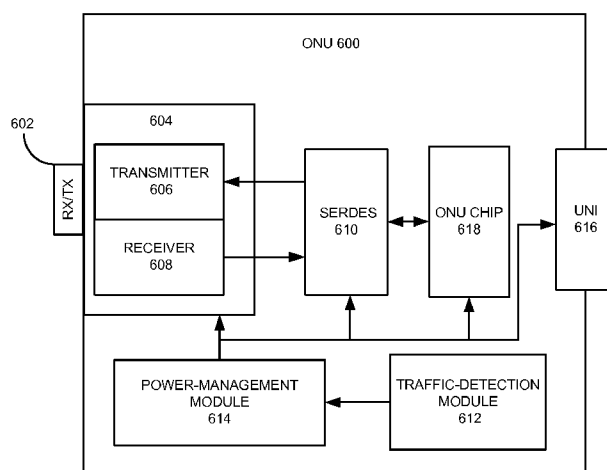 ONU 600
602
RX/TX
604
TRANSMITTER
606
RECEIVER
608
SERDES
610
ONU CHIP
618
UNI
616
POWER-MANAGEMENT
MODULE
614
TRAFFIC-DETECTION
MODULE
612